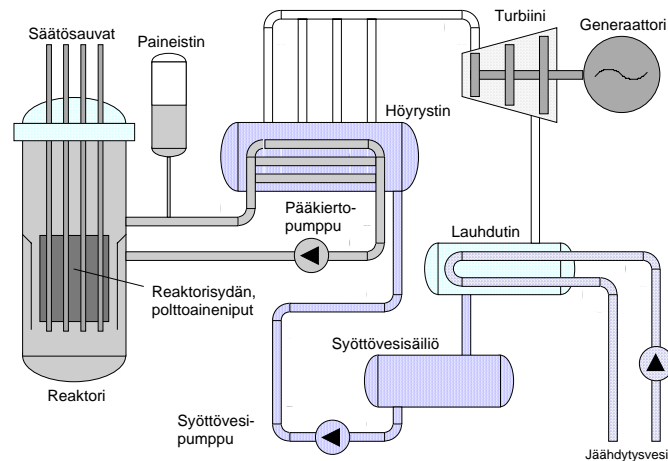 Säätösauvat
Paineistin
Turbiini
Generaattori
Höyrystin
Pääkierto-
pumppu
Lauhdutin
Reaktorisydän,
polttoaineniput
Syöttövesisäiliö
Reaktori
Syöttövesi-
pumppu
Jäähdytysvesi